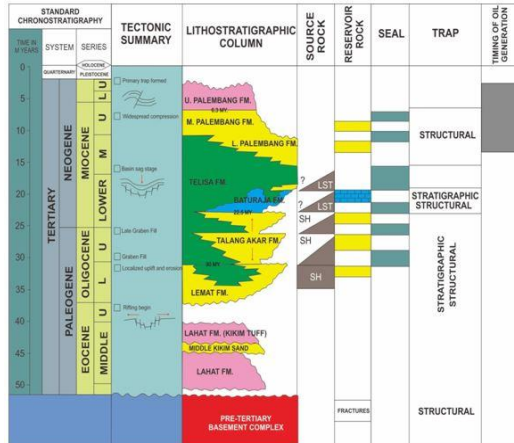 STANDARD
CHRONOSTRATIGRAPHY
TIME IN
M YEARS
SYSTEM
SERIES
TECTONIC
SUMMARY
LITHOSTRATIGRAPHIC
COLUMN
SOURCE
ROCK
RESERVOIR
ROCK
SEAL
TRAP
TIMING OF OIL
GENERATION
0
5
10
15
20
25
30
35
40
45
50
QUARTERNARY
HOLOCENE
PLEISTOCENE
TERTIARY
NEOGENE
PALEOGENE
MIOCENE
OLIGOCENE
EOCENE
U
L
U
M
LOWER
U
L
U
MIDDLE
Primary trap formed
Widespread compression
Basin sag stage
Late Graben Fill
Graben Fill
Localized uplift and erosion
Rifting begin
U. PALEMBANG FM.
M. PALEMBANG FM.
L. PALEMBANG FM.
TELISA FM.
BATURAJA FM.
TALANG AKAR FM.
LEMAT FM.
LAHAT FM. (KIKIM TUFF)
MIDDLE KIKIM SAND
LAHAT FM.
PRE-TERTIARY
BASEMENT COMPLEX
?
LST
?
LST
SH
SH
SH
FRACTURES
STRUCTURAL
STRATIGRAPHIC
STRUCTURAL
STRATIGRAPHIC
STRUCTURAL
STRUCTURAL